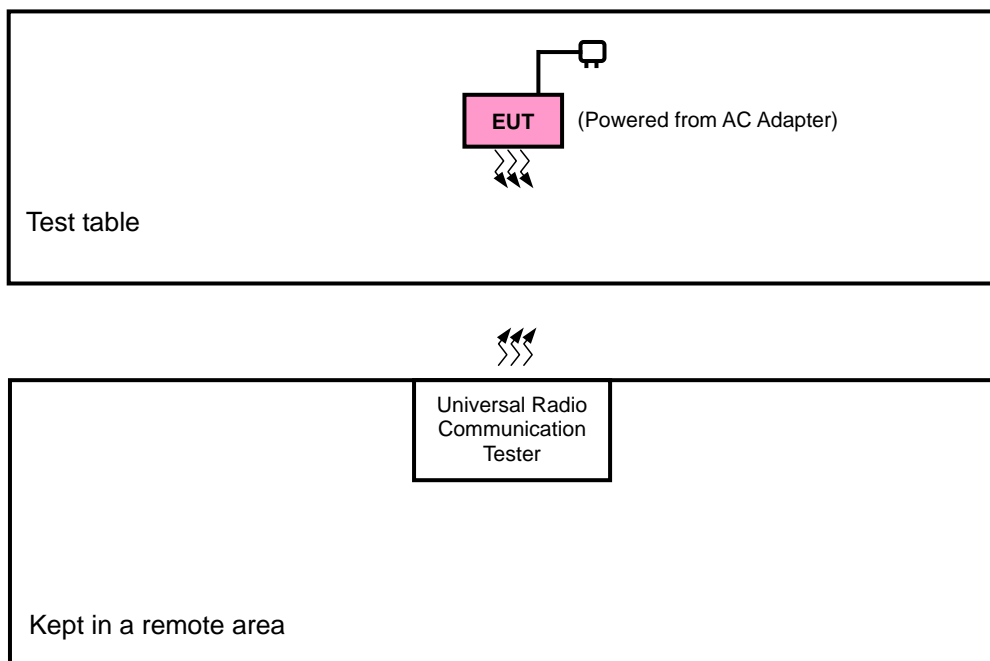 EUT
(Powered from AC Adapter)
Test table
Universal Radio
Communication
Tester
Kept in a remote area